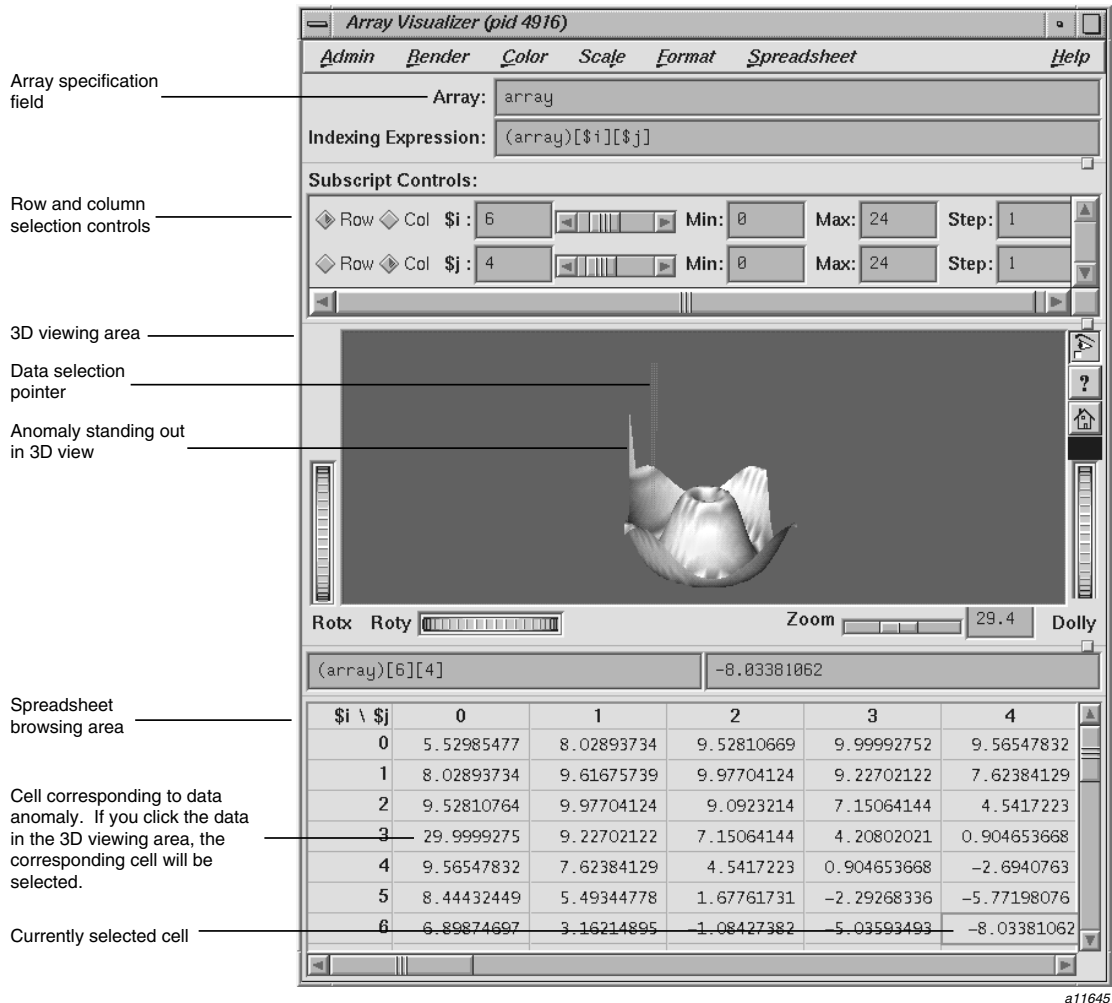 Array Visualizer (pid 4916)
Admin Render Color Scale Format Spreadsheet Help
Array specification
field
Array: array
Indexing Expression: (array)[$i][$j]
Subscript Controls:
Row and column
selection controls
Row Col $i : 6 Min: 0 Max: 24 Step: 1
Row Col $j : 4 Min: 0 Max: 24 Step: 1
3D viewing area
Data selection
pointer
?
Anomaly standing out
in 3D view
Rotx Roty Zoom 29.4 Dolly
(array)[6][4] -8.03381062
Spreadsheet
browsing area
$i \ $j 0 1 2 3 4
0 5.52985477 8.02893734 9.52810669 9.99992752 9.56547832
1 8.02893734 9.61675739 9.97704124 9.22702122 7.62384129
2 9.52810764 9.97704124 9.0923214 7.15064144 4.5417223
3 29.9999275 9.22702122 7.15064144 4.20802021 0.904653668
4 9.56547832 7.62384129 4.5417223 0.904653668 -2.6940763
5 8.44432449 5.49344778 1.67761731 -2.29268336 -5.77198076
6 6.89874697 3.16214895 -1.08427382 -5.03593493 -8.03381062
Cell corresponding to data
anomaly. If you click the data
in the 3D viewing area, the
corresponding cell will be
selected.
Currently selected cell
a11645